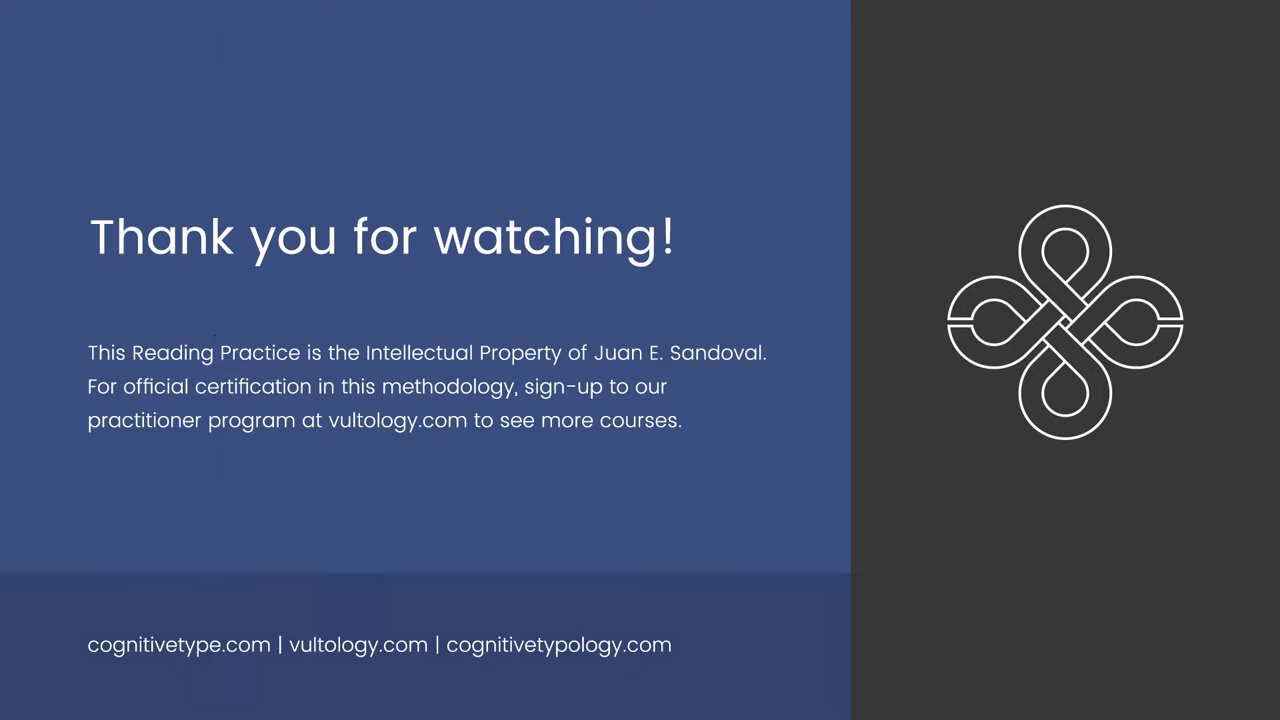 Thank you for watching!
This Reading Practice is the Intellectual Property of Juan E. Sandoval.
For official certification in this methodology, sign-up to our
practitioner program at vultology.com to see more courses.
cognitivetype.com | vultology.com | cognitivetypology.com